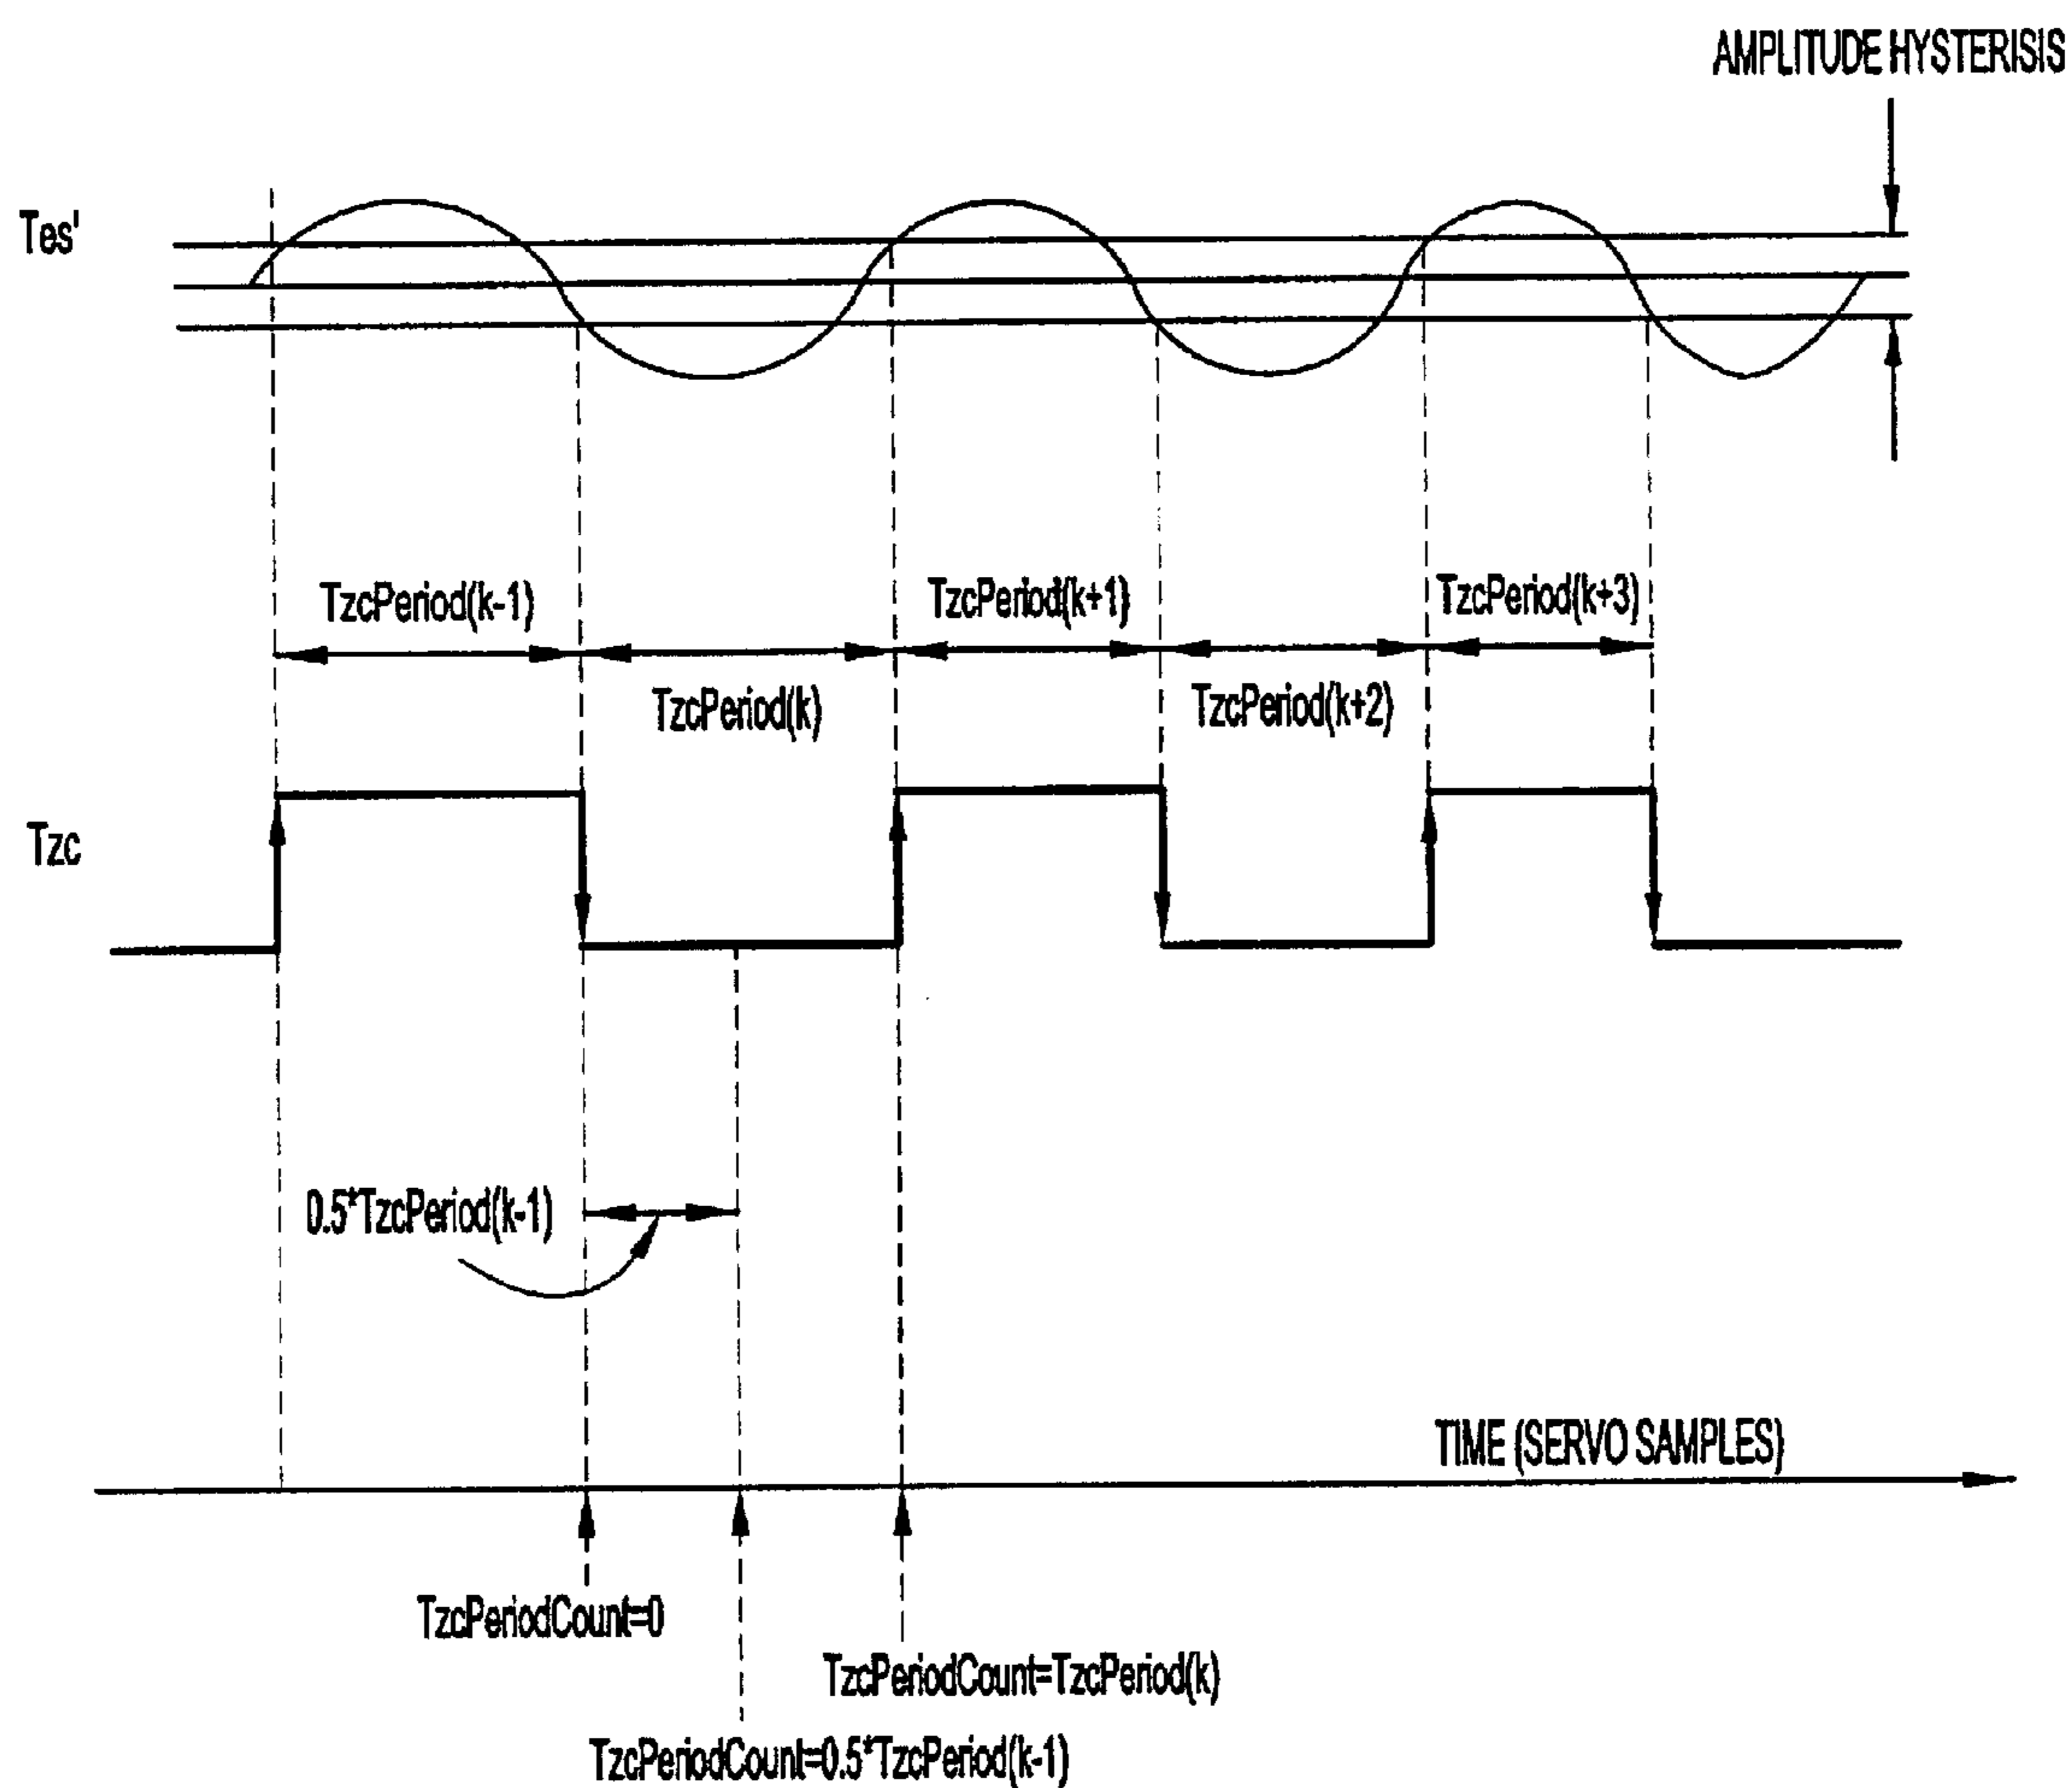 AMPLITUDE HYSTERISIS
Tes'
TzcPeriod(k-1)
TzcPeriod(k+1)
TzcPeriod(k+3)
TzcPeriod(k)
TzcPeriod(k+2)
Tzc
0.5*TzcPeriod(k-1)
TIME (SERVO SAMPLES)
TzcPeriodCount=0
TzcPeriodCount=TzcPeriod(k)
TzcPeriodCount=0.5*TzcPeriod(k-1)